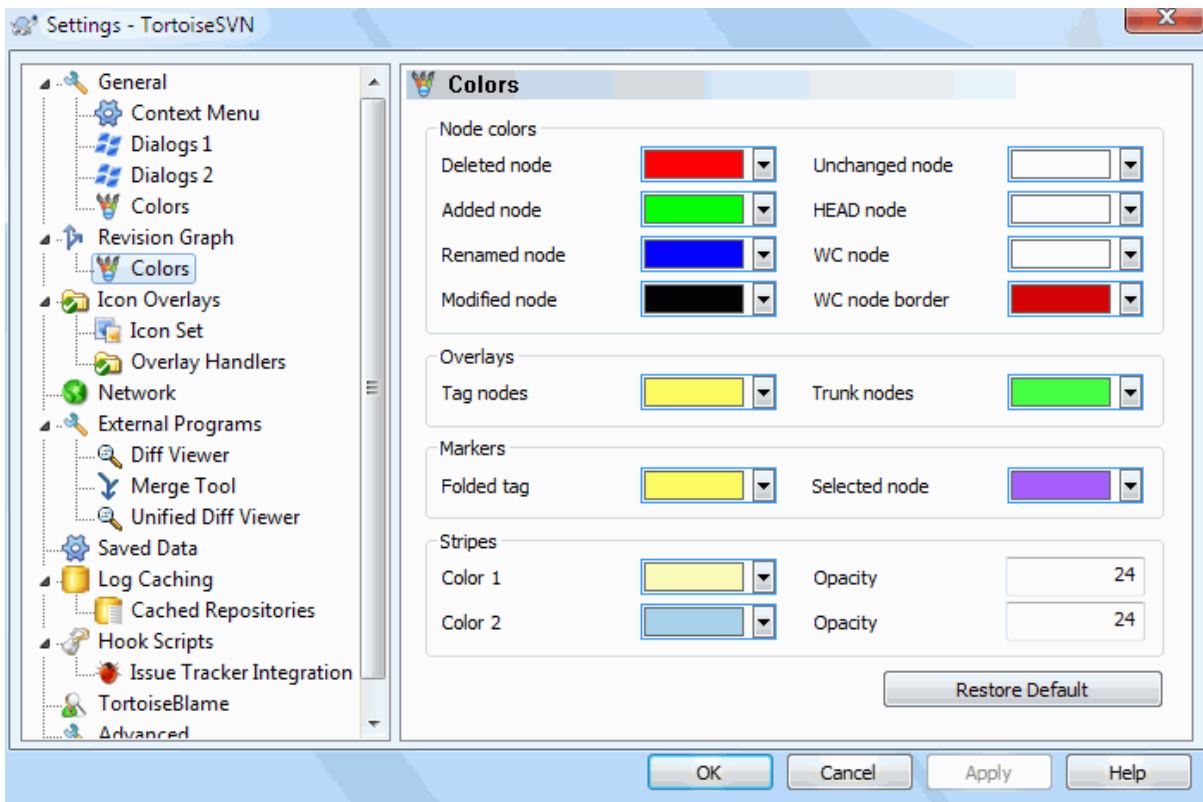 Settings - TortoiseSVN
General
Context Menu
Dialogs 1
Dialogs 2
Colors
Revision Graph
Colors
Icon Overlays
Icon Set
Overlay Handlers
Network
External Programs
Diff Viewer
Merge Tool
Unified Diff Viewer
Saved Data
Log Caching
Cached Repositories
Hook Scripts
Issue Tracker Integration
TortoiseBlame
Advanced
Colors
Node colors
Deleted node Unchanged node
Added node HEAD node
Renamed node WC node
Modified node WC node border
Overlays
Tag nodes Trunk nodes
Markers
Folded tag Selected node
Stripes
Color 1 Opacity 24
Color 2 Opacity 24
Restore Default
OK Cancel Apply Help